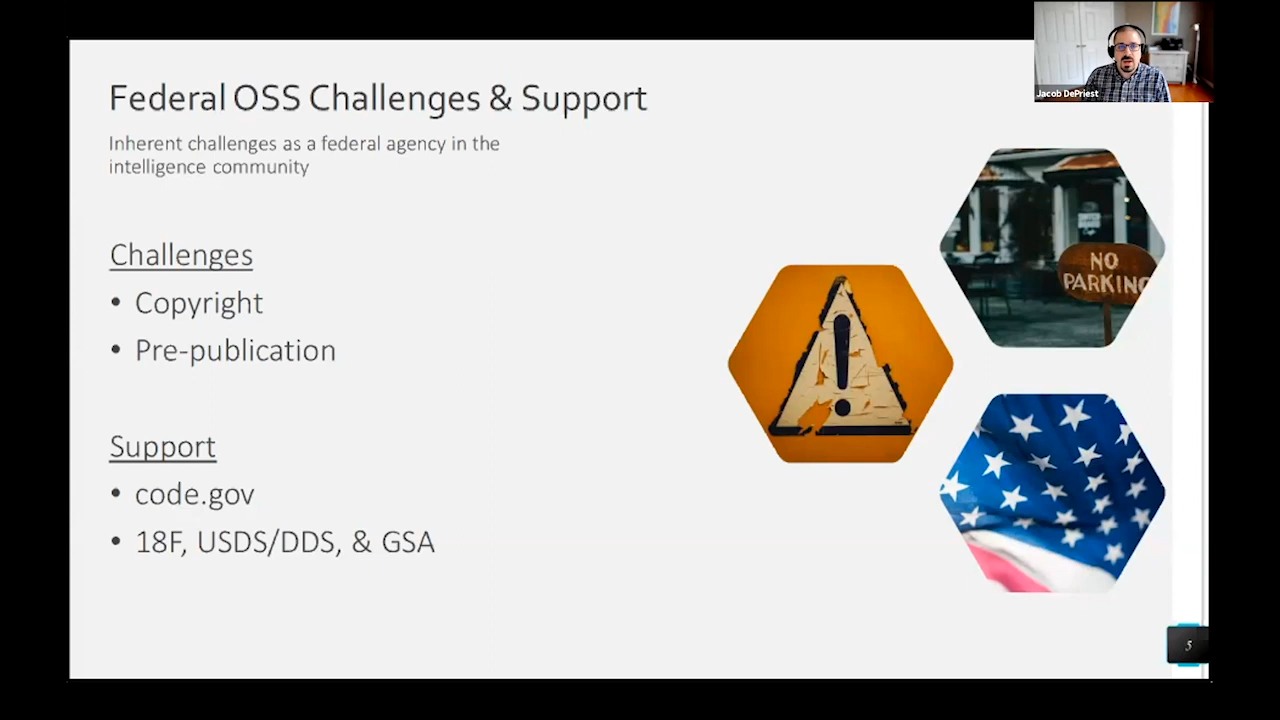 Jacob DePriest
Federal OSS Challenges & Support
Inherent challenges as a federal agency in the
intelligence community
Challenges
• Copyright
• Pre-publication
Support
• code.gov
• 18F, USDS/DDS, & GSA
NO
PARKING
5